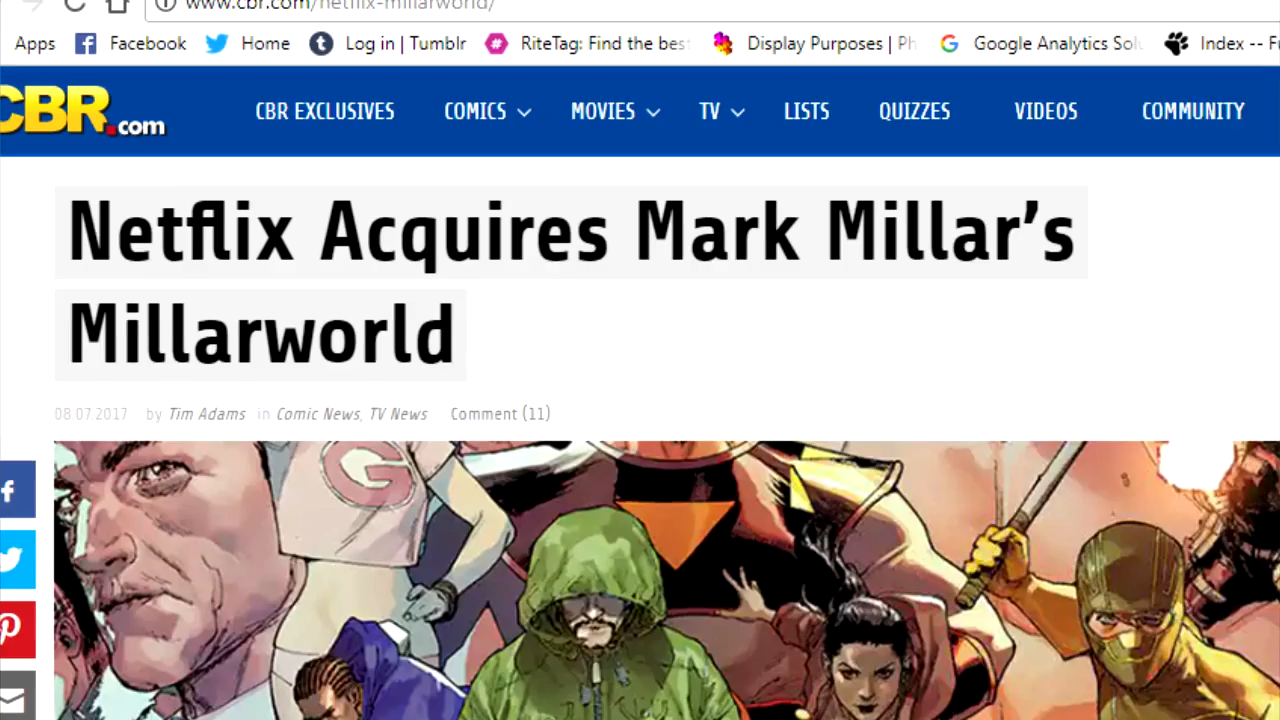 www.cbr.com/netflix-millarworld/
Apps Facebook Home Log in | Tumblr RiteTag: Find the bes Display Purposes | Ph Google Analytics Solu Index -- F
CBR.com CBR EXCLUSIVES COMICS MOVIES TV LISTS QUIZZES VIDEOS COMMUNITY
Netflix Acquires Mark Millar's
Millarworld
08.07.2017 by Tim Adams in Comic News, TV News Comment (11)
G